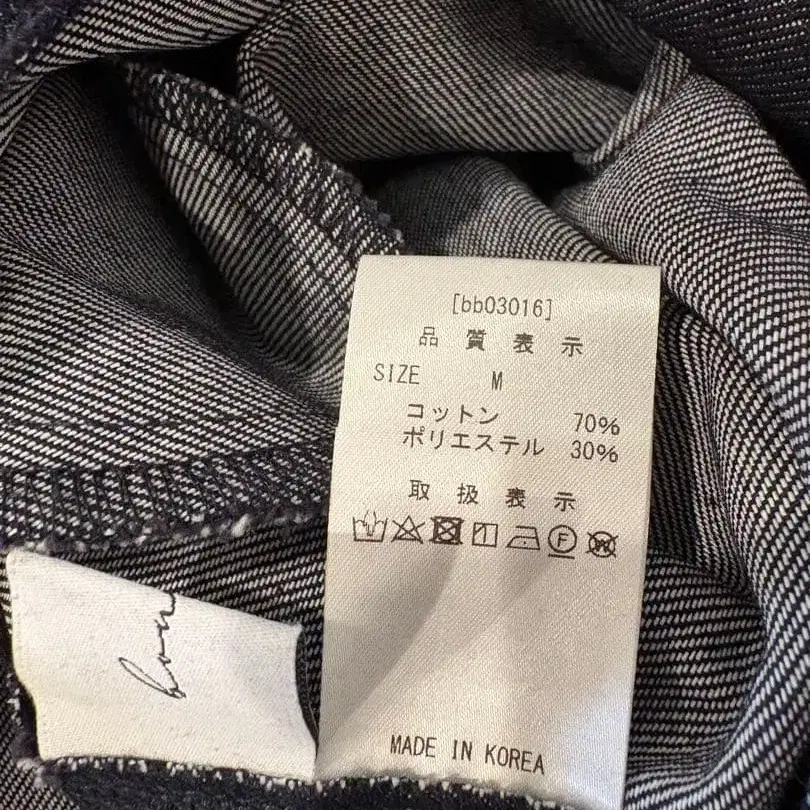 [bb03016]
品質表示
SIZE M
コットン 70%
ポリエステル 30%
取扱表示
F
W
MADE IN KOREA